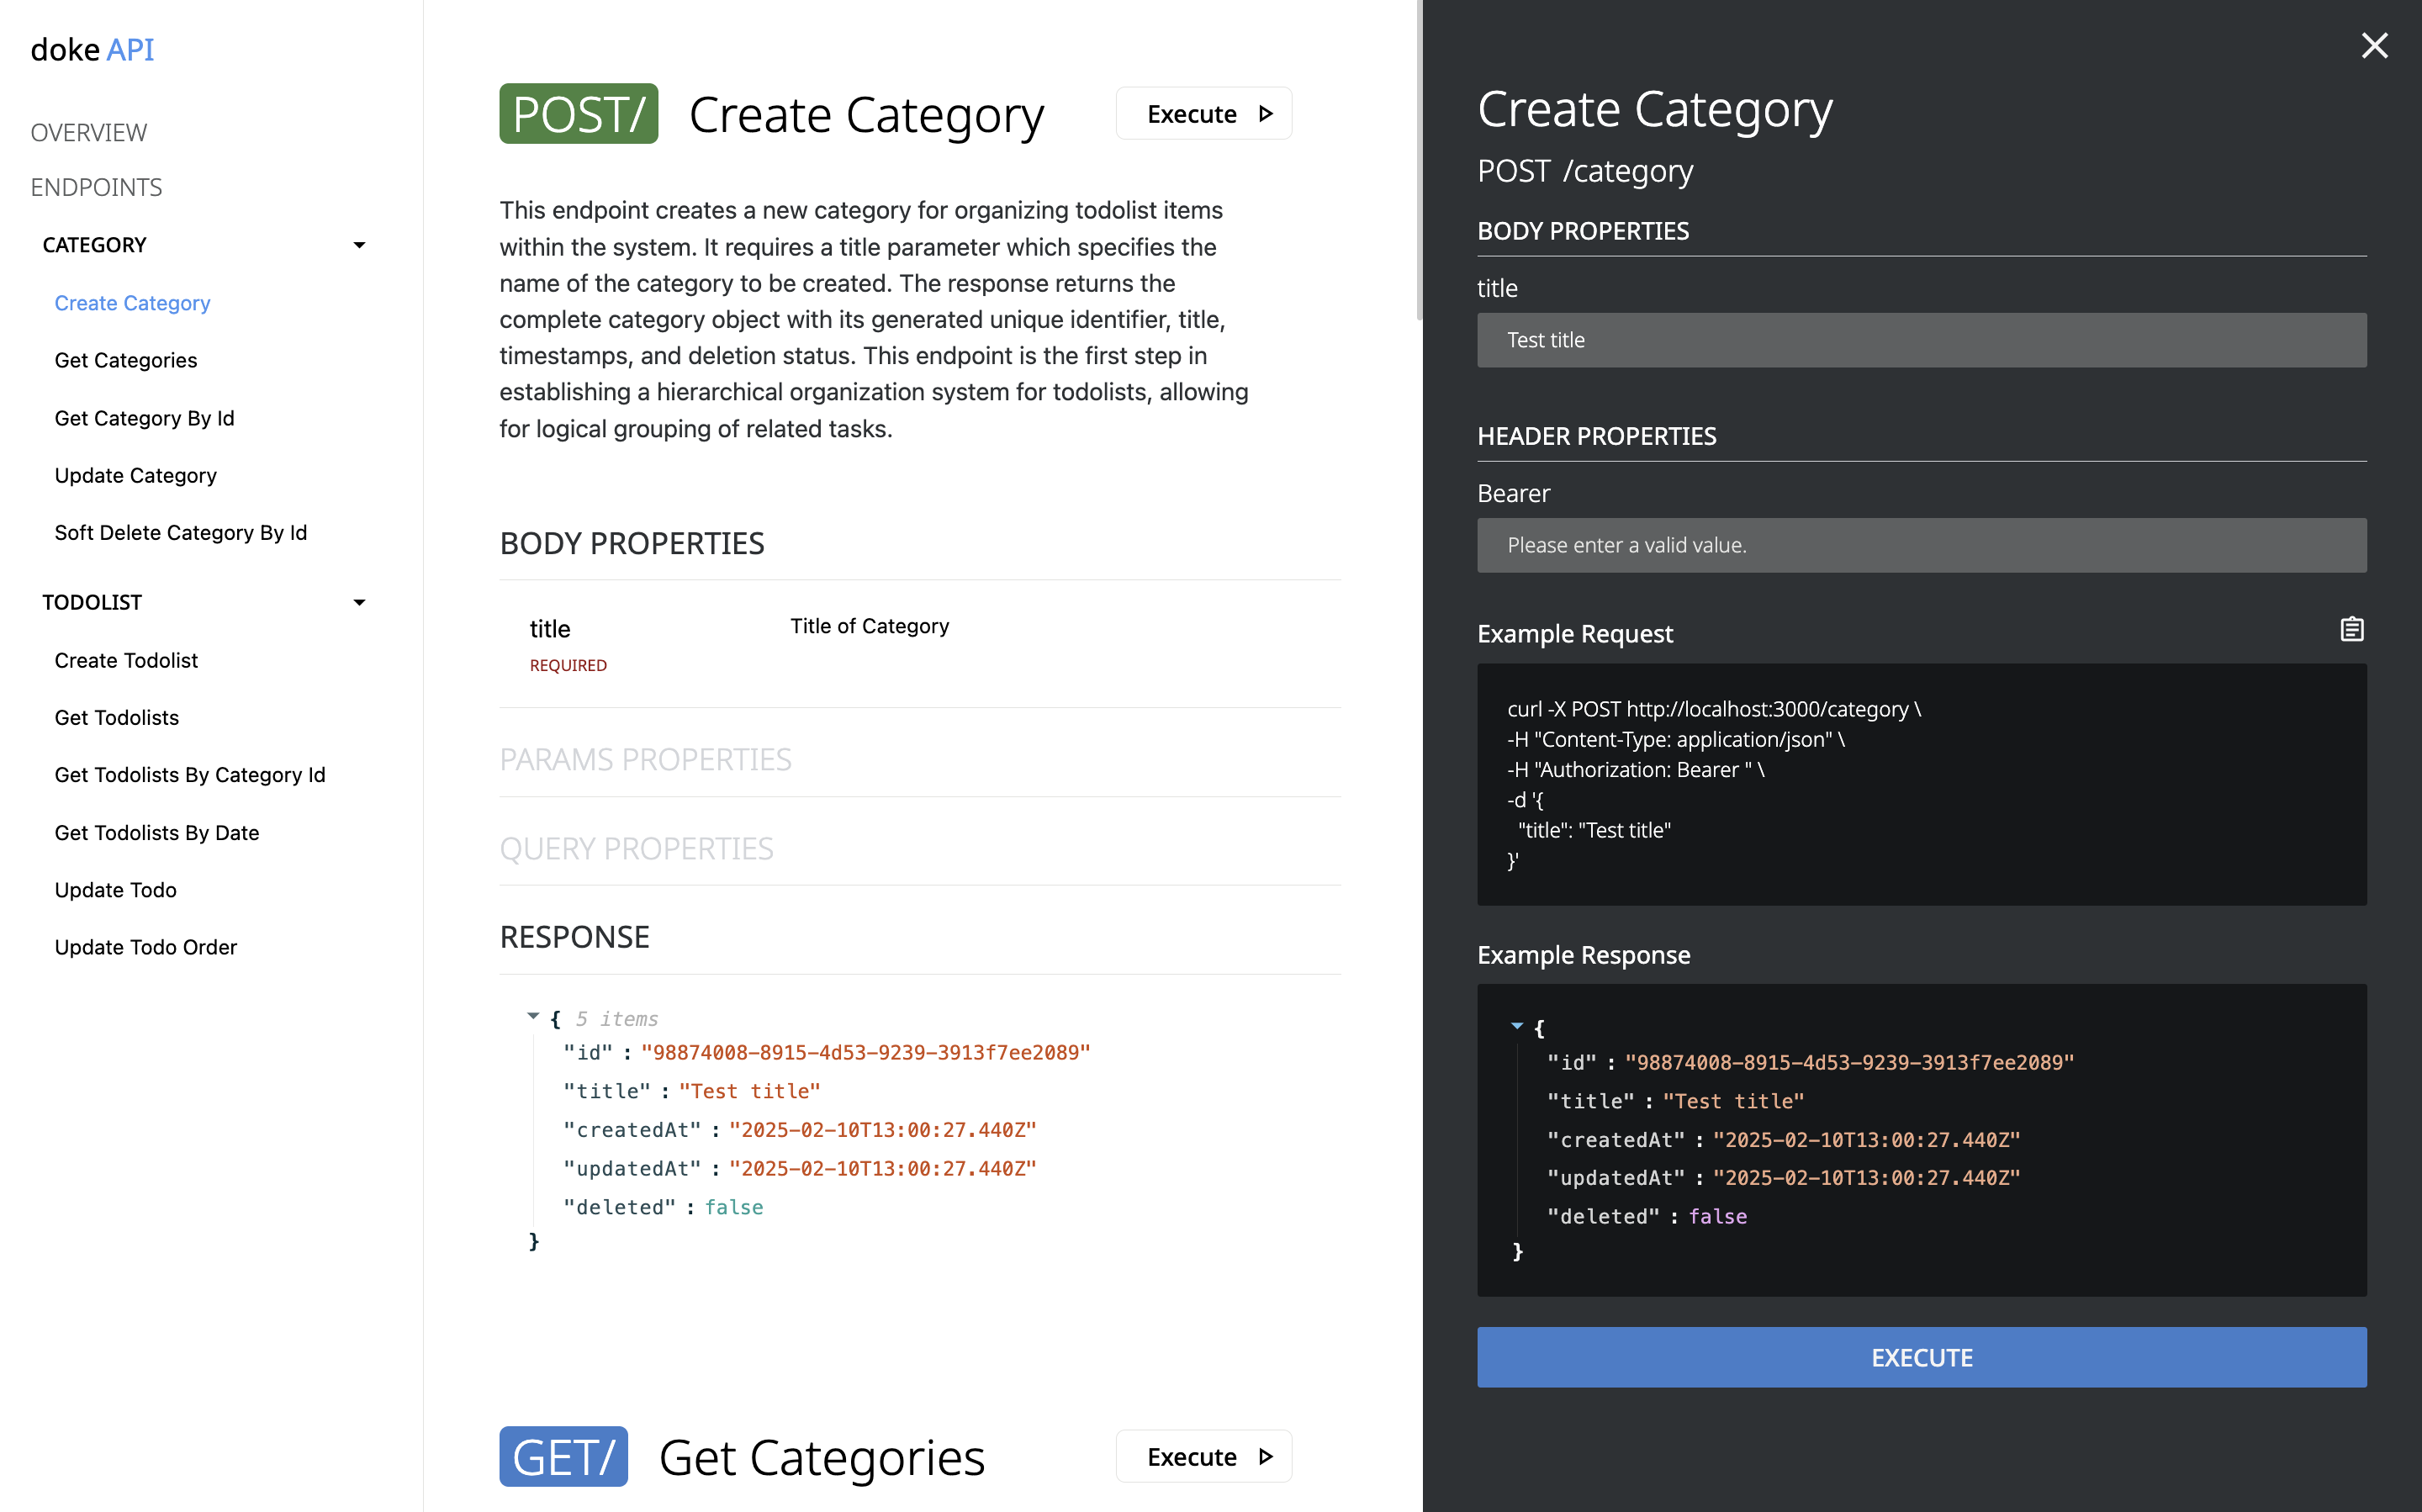 doke API
OVERVIEW
ENDPOINTS
CATEGORY
Create Category
Get Categories
Get Category By Id
Update Category
Soft Delete Category By Id
TODOLIST
Create Todolist
Get Todolists
Get Todolists By Category Id
Get Todolists By Date
Update Todo
Update Todo Order
POST/ Create Category Execute
This endpoint creates a new category for organizing todolist items
within the system. It requires a title parameter which specifies the
name of the category to be created. The response returns the
complete category object with its generated unique identifier, title,
timestamps, and deletion status. This endpoint is the first step in
establishing a hierarchical organization system for todolists, allowing
for logical grouping of related tasks.
BODY PROPERTIES
title Title of Category
REQUIRED
PARAMS PROPERTIES
QUERY PROPERTIES
RESPONSE
{ 5 items
"id" : "98874008-8915-4d53-9239-3913f7ee2089"
"title" : "Test title"
"createdAt" : "2025-02-10T13:00:27.440Z"
"updatedAt" : "2025-02-10T13:00:27.440Z"
"deleted" : false
}
GET/ Get Categories Execute
Create Category
POST /category
BODY PROPERTIES
title
Test title
HEADER PROPERTIES
Bearer
Please enter a valid value.
Example Request
curl -X POST http://localhost:3000/category \
-H "Content-Type: application/json" \
-H "Authorization: Bearer " \
-d '{
"title": "Test title"
}'
Example Response
{
"id" : "98874008-8915-4d53-9239-3913f7ee2089"
"title" : "Test title"
"createdAt" : "2025-02-10T13:00:27.440Z"
"updatedAt" : "2025-02-10T13:00:27.440Z"
"deleted" : false
}
EXECUTE